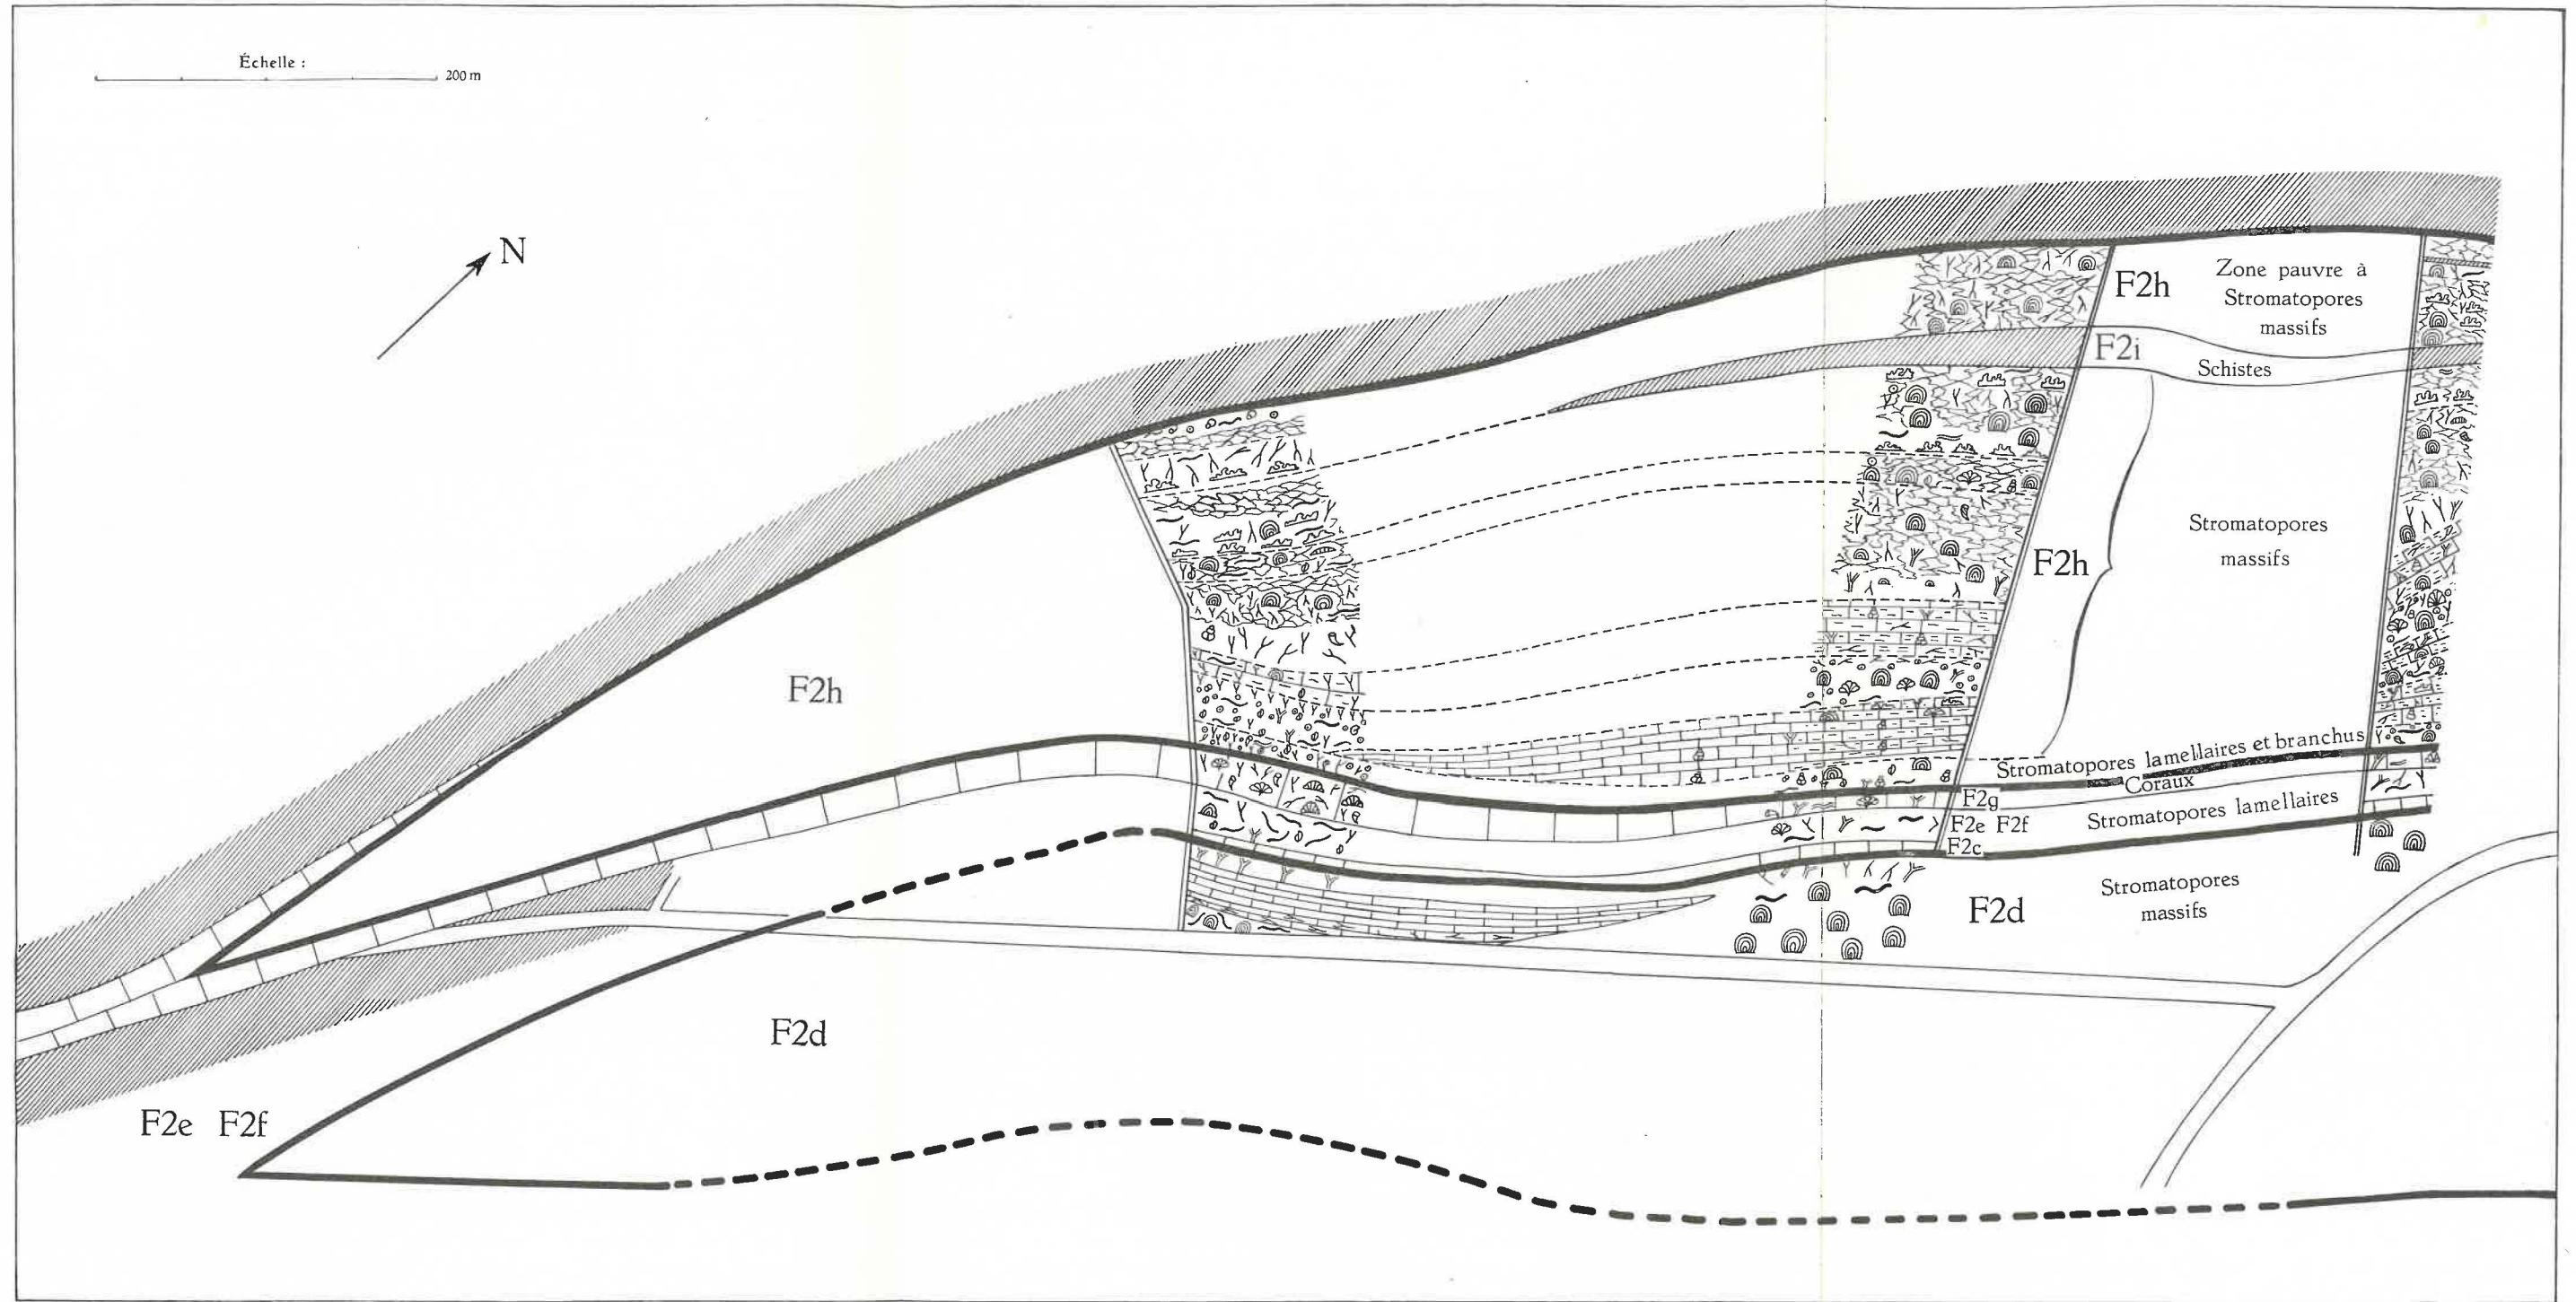 Échelle :
200 m
N
F2h
Zone pauvre à
Stromatopores
massifs
F2i
Schistes
Stromatopores
massifs
F2h
F2h
Stromatopores lamellaires et branchus
Coraux
F2g
Stromatopores lamellaires
F2e F2f
F2c
Stromatopores
massifs
F2d
F2d
F2e F2f